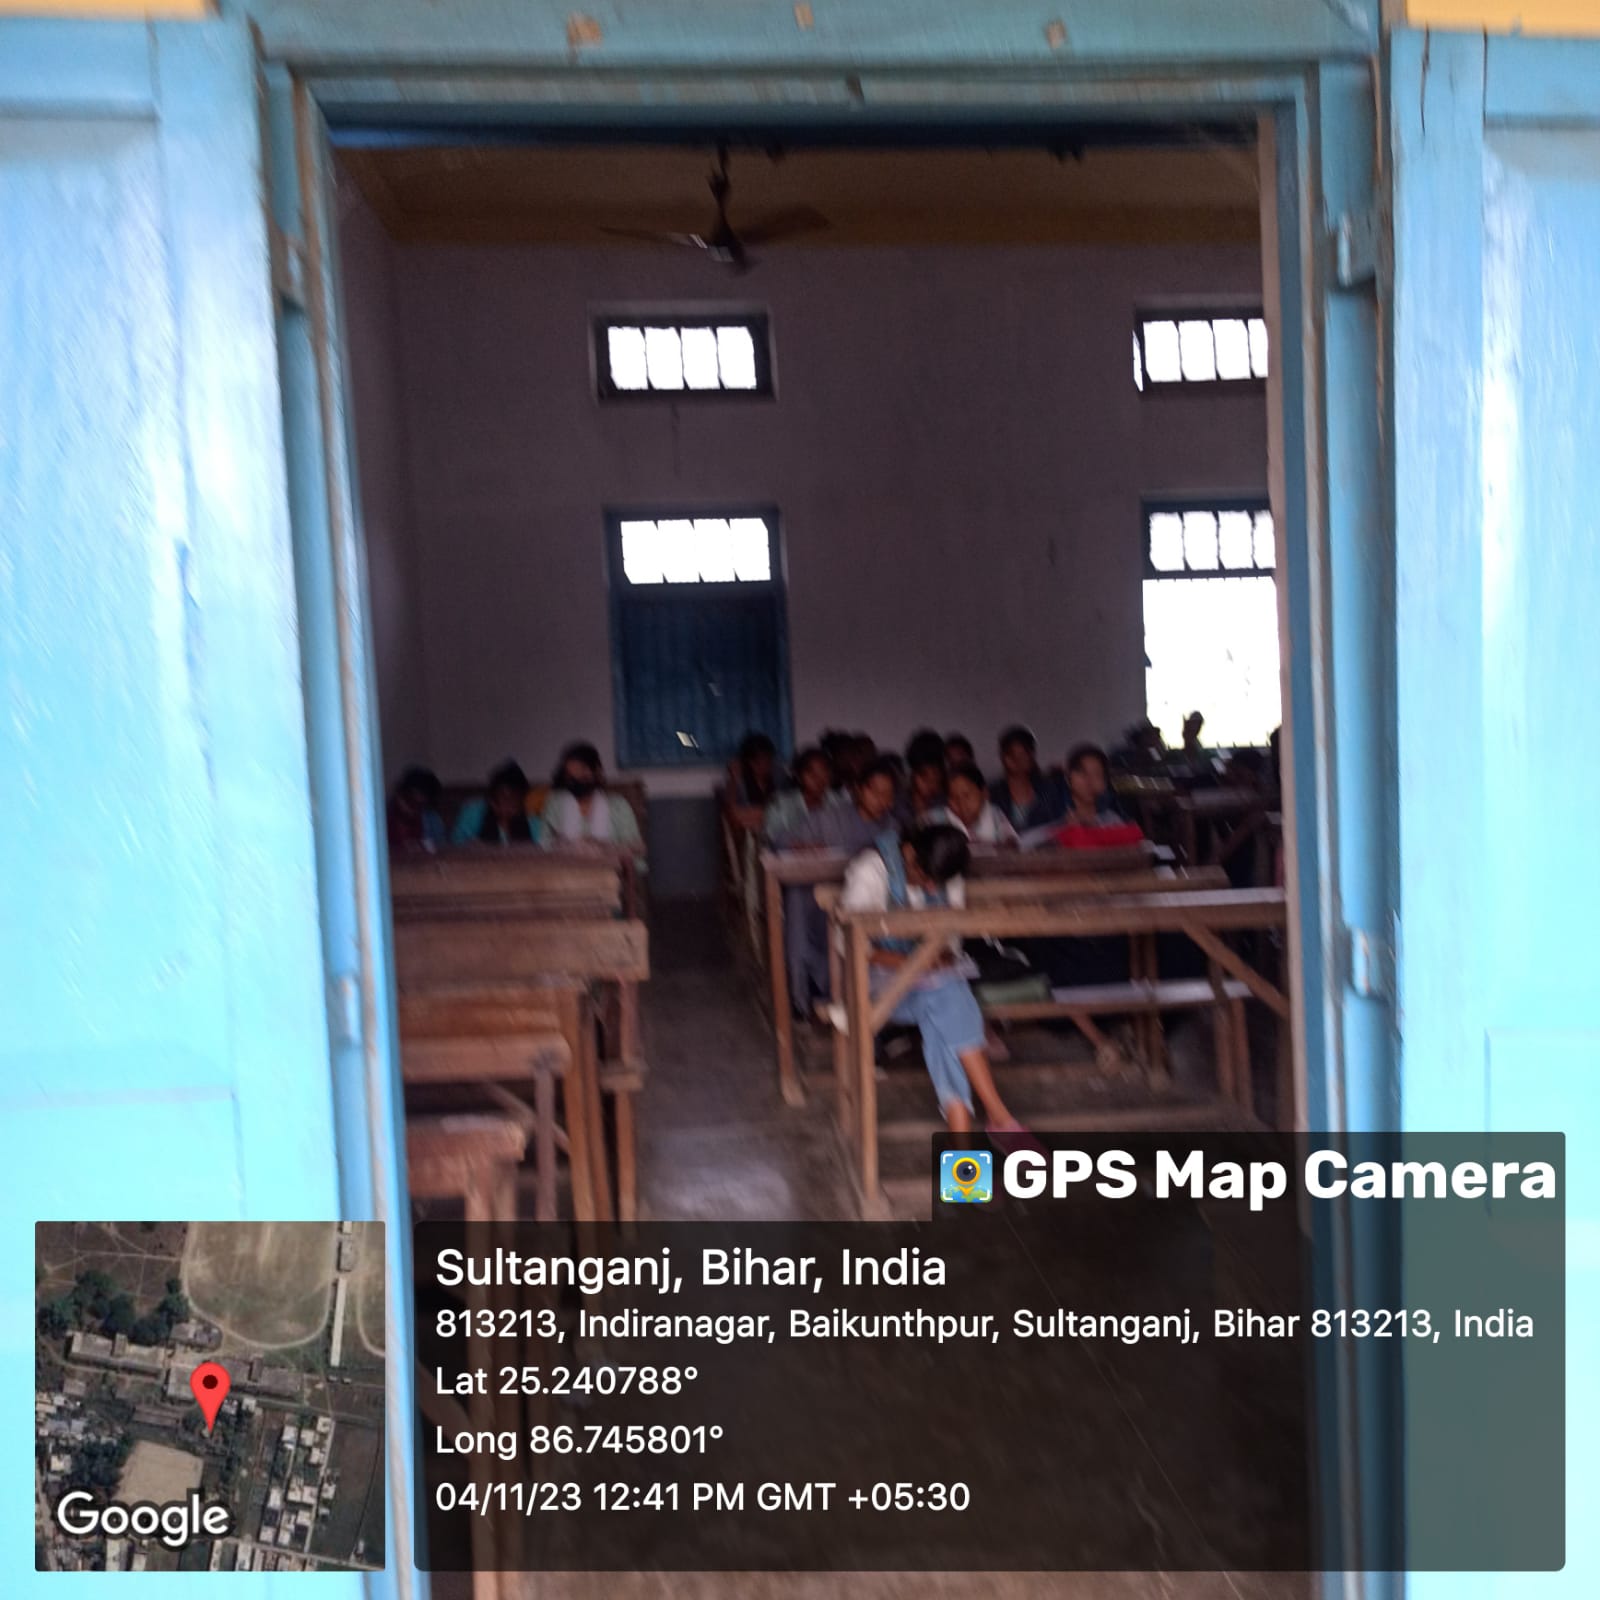 GPS Map Camera
Sultanganj, Bihar, India
813213, Indiranagar, Baikunthpur, Sultanganj, Bihar 813213, India
Lat 25.240788°
Long 86.745801°
04/11/23 12:41 PM GMT +05:30
Google